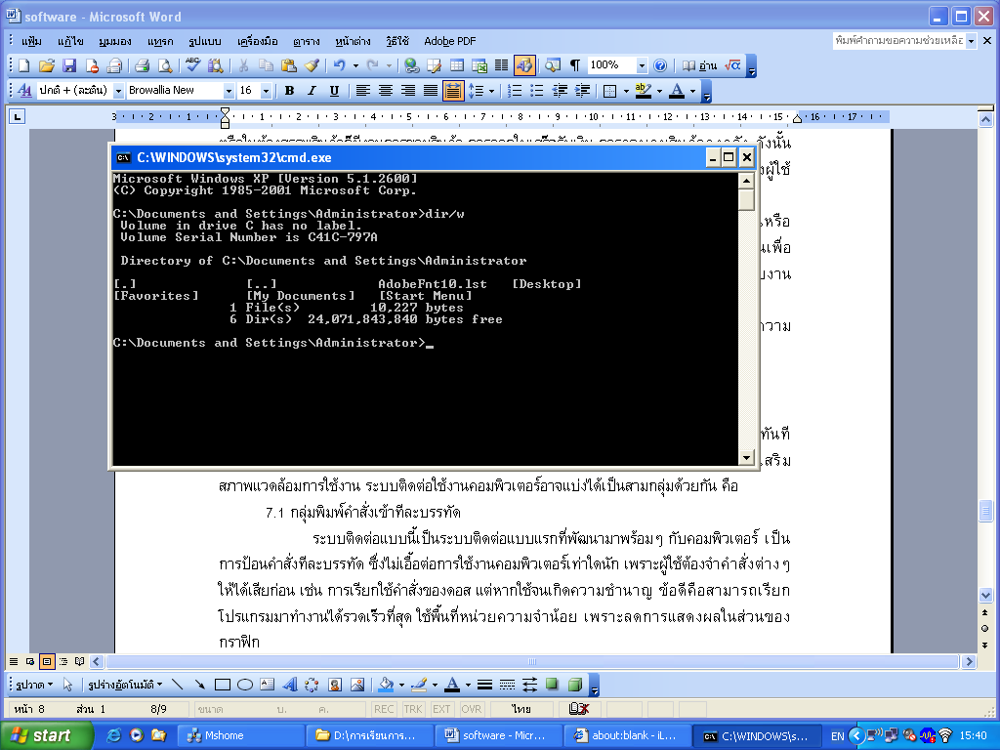 software - Microsoft Word
แฟ้ม แก้ไข มุมมอง แทรก รูปแบบ เครื่องมือ ตาราง หน้าต่าง วิธีใช้ Adobe PDF พิมพ์คำถามขอความช่วยเหลือ
100% อ่าน
ปกติ + (ละติน) Browallia New 16 B I U
3 2 1 1 2 3 4 5 6 7 8 9 10 11 12 13 14 15 16 17
ดังนั้น
C:\WINDOWS\system32\cmd.exe
ผู้ใช้
Microsoft Windows XP [Version 5.1.2600]
(C) Copyright 1985-2001 Microsoft Corp.
C:\Documents and Settings\Administrator>dir/w
หรือ
Volume in drive C has no label.
Volume Serial Number is C41C-797A
เพื่อ
Directory of C:\Documents and Settings\Administrator
งาน
[.] [..] AdobeFnt10.lst [Desktop]
[Favorites] [My Documents] [Start Menu]
1 File(s) 10,227 bytes
6 Dir(s) 24,071,843,840 bytes free
ความ
C:\Documents and Settings\Administrator>_
ทันที
เสริม
สภาพแวดล้อมการใช้งาน ระบบติดต่อใช้งานคอมพิวเตอร์อาจแบ่งได้เป็นสามกลุ่มด้วยกัน คือ
7.1 กลุ่มพิมพ์คำสั่งเข้าทีละบรรทัด
ระบบติดต่อแบบนี้เป็นระบบติดต่อแบบแรกที่พัฒนามาพร้อมๆ กับคอมพิวเตอร์ เป็น
การป้อนคำสั่งทีละบรรทัด ซึ่งไม่เอื้อต่อการใช้งานคอมพิวเตอร์เท่าใดนัก เพราะผู้ใช้ต้องจำคำสั่งต่างๆ
ให้ได้เสียก่อน เช่น การเรียกใช้คำสั่งของดอส แต่หากใช้จนเกิดความชำนาญ ข้อดีคือสามารถเรียก
โปรแกรมมาทำงานได้รวดเร็วที่สุด ใช้พื้นที่หน่วยความจำน้อย เพราะลดการแสดงผลในส่วนของ
กราฟิก
รูปวาด รูปร่างอัตโนมัติ
หน้า 8 ส่วน 1 8/9 ขนาด บ. ค. REC TRK EXT OVR ไทย
start Mshome D:\การเรียนการ... software - Micr... about:blank - iL... C:\WINDOWS\s... EN 15:40